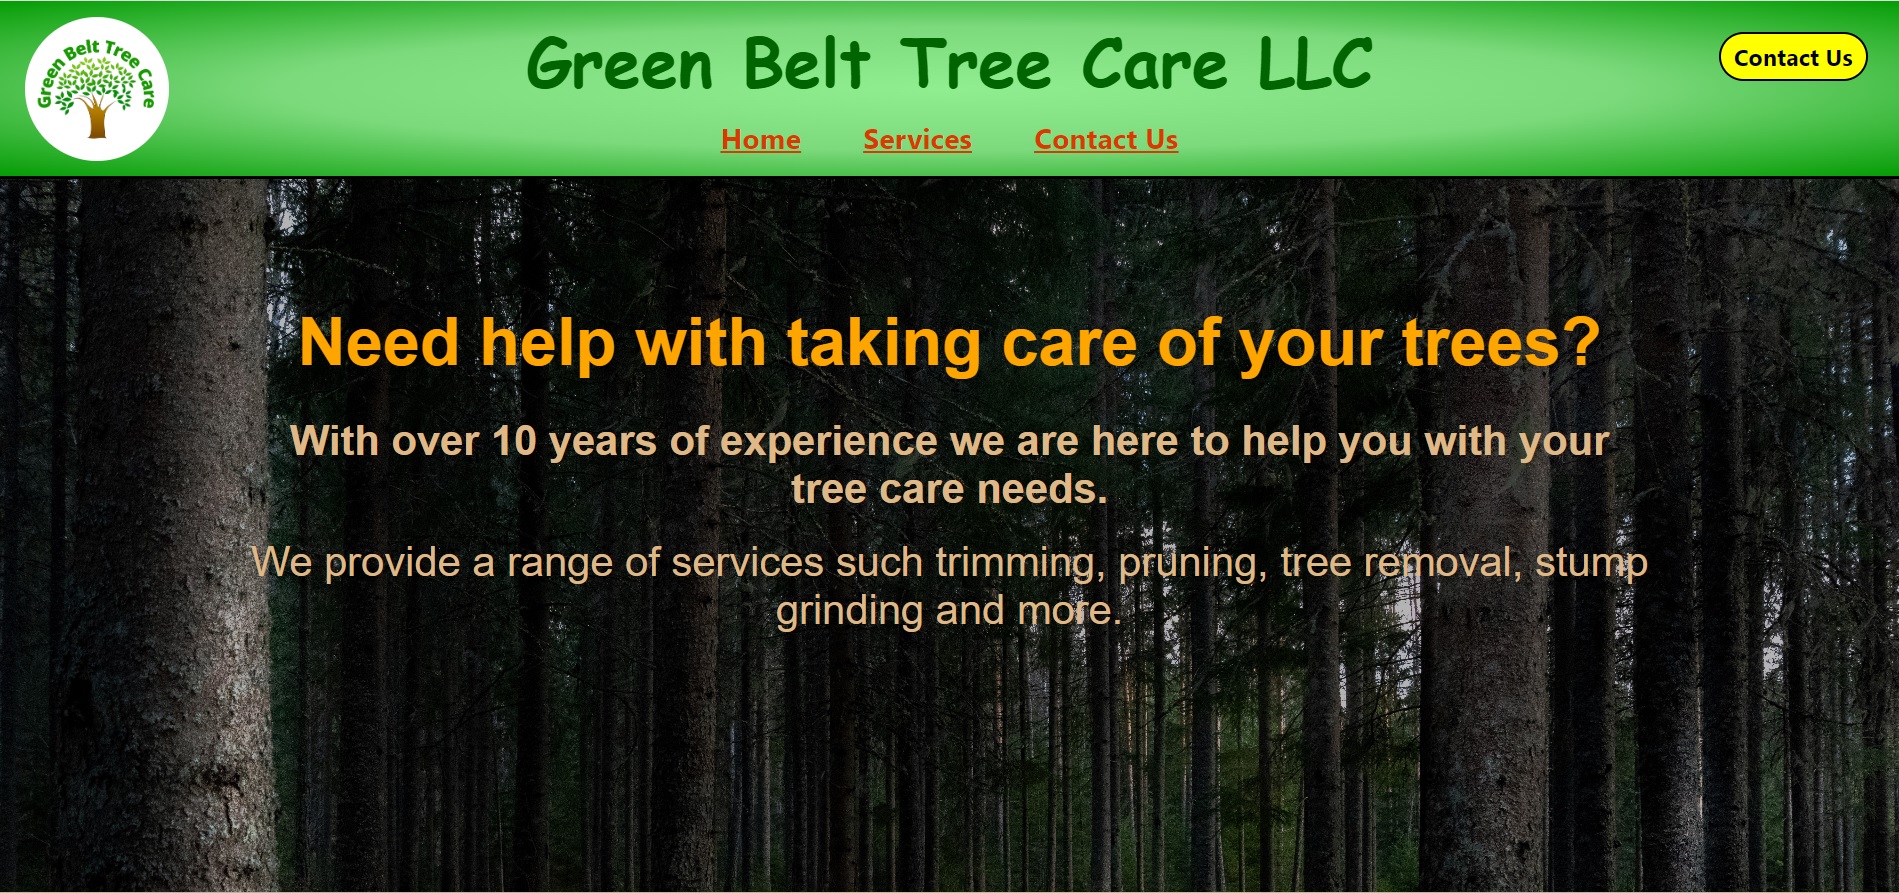 Green Belt Tree Care
Green Belt Tree Care LLC
Contact Us
Home Services Contact Us
Need help with taking care of your trees?
With over 10 years of experience we are here to help you with your
tree care needs.
We provide a range of services such trimming, pruning, tree removal, stump
grinding and more.